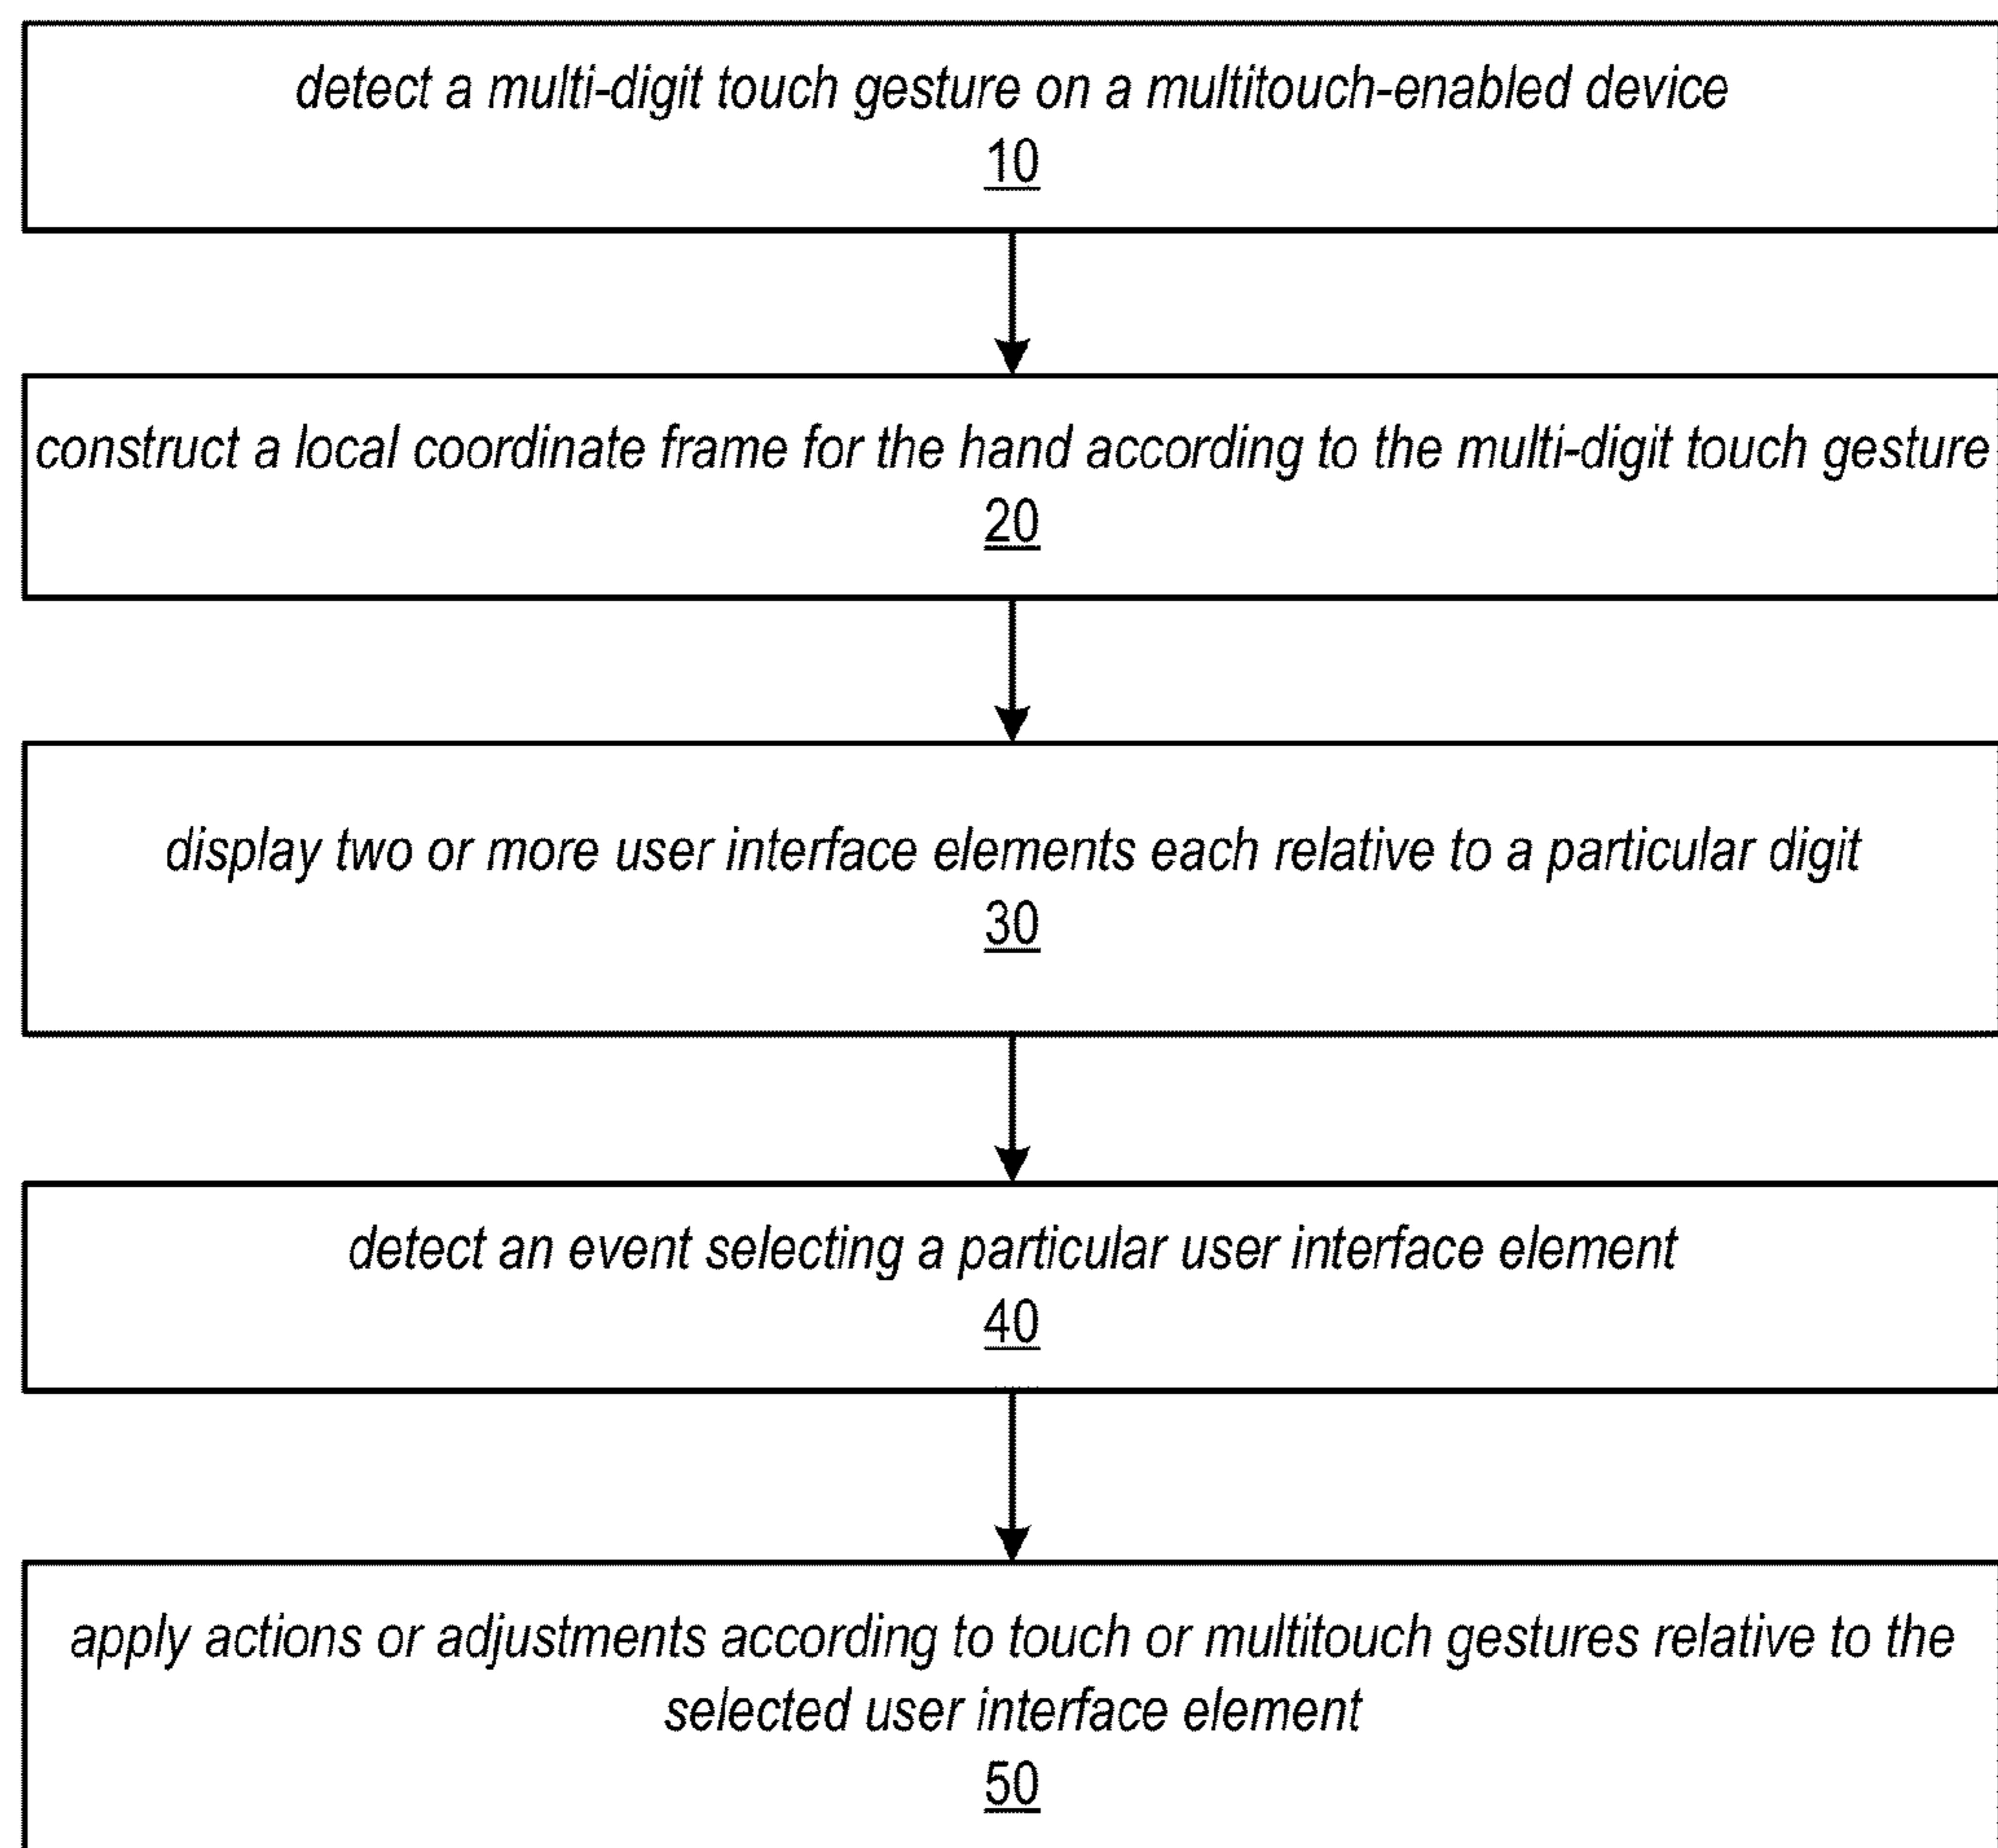 detect a multi-digit touch gesture on a multitouch-enabled device
10
construct a local coordinate frame for the hand according to the multi-digit touch gesture
20
display two or more user interface elements each relative to a particular digit
30
detect an event selecting a particular user interface element
40
apply actions or adjustments according to touch or multitouch gestures relative to the
selected user interface element
50